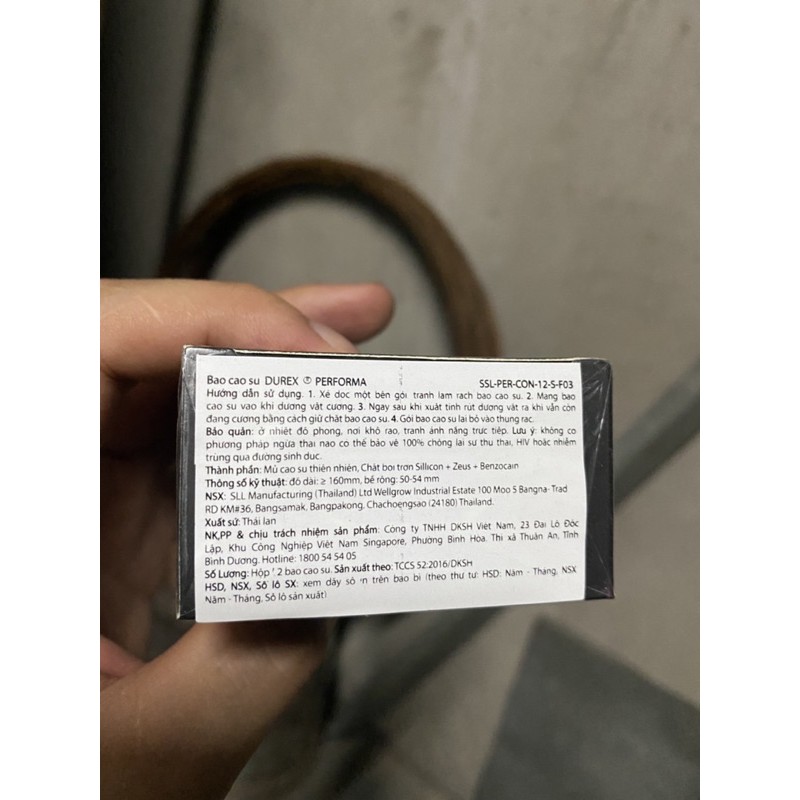 Bao cao su DUREX ® PERFORMA SSL-PER-CON-12-S-F03
Hướng dẫn sử dụng. 1. Xé dọc một bên gói tránh làm rách bao cao su. 2. Mang bao
cao su vào khi dương vật cương. 3. Ngay sau khi xuất tinh rút dương vật ra khi vẫn còn
đang cương bằng cách giữ chặt bao cao su. 4. Gói bao cao su lại bỏ vào thùng rác.
Bảo quản: ở nhiệt độ phòng, nơi khô ráo, tránh ánh nắng trực tiếp. Lưu ý: không có
phương pháp ngừa thai nào có thể bảo vệ 100% chống lại sự thụ thai, HIV hoặc nhiễm
trùng qua đường sinh dục.
Thành phần: Mủ cao su thiên nhiên, Chất bôi trơn Sillicon + Zeus + Benzocain
Thông số kỹ thuật: độ dài: ≥ 160mm, bề rộng: 50-54 mm
NSX: SLL Manufacturing (Thailand) Ltd Wellgrow Industrial Estate 100 Moo 5 Bangna-Trad
RD KM#36, Bangsamak, Bangpakong, Chachoengsao (24180) Thailand.
Xuất sứ: Thái lan
NK,PP & chịu trách nhiệm sản phẩm: Công ty TNHH DKSH Việt Nam, 23 Đại Lộ Độc
Lập, Khu Công Nghiệp Việt Nam Singapore, Phường Bình Hòa. Thị xã Thuận An, Tỉnh
Bình Dương. Hotline: 1800 54 54 05
Số Lượng: Hộp 2 bao cao su. Sản xuất theo: TCCS 52:2016/DKSH
HSD, NSX, Số lô SX: xem dãy số trên bao bì (theo thứ tự: HSD: Năm - Tháng, NSX
Năm - Tháng, Số lô sản xuất)